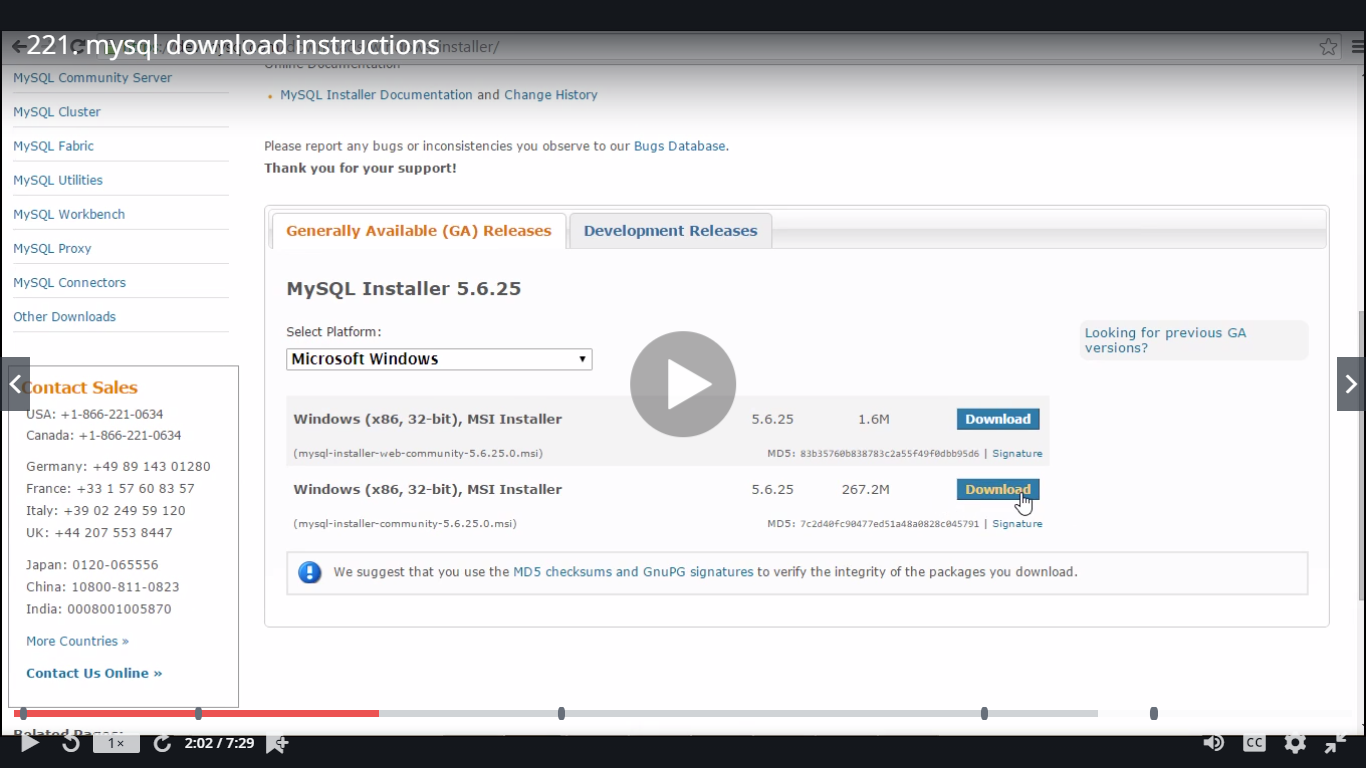 221. mysql download instructions
installer/
Online Documentation
MySQL Community Server
MySQL Cluster
MySQL Fabric
MySQL Utilities
MySQL Workbench
MySQL Proxy
MySQL Connectors
Other Downloads
Contact Sales
USA: +1-866-221-0634
Canada: +1-866-221-0634
Germany: +49 89 143 01280
France: +33 1 57 60 83 57
Italy: +39 02 249 59 120
UK: +44 207 553 8447
Japan: 0120-065556
China: 10800-811-0823
India: 0008001005870
More Countries »
Contact Us Online »
Related Pages:
• MySQL Installer Documentation and Change History
Please report any bugs or inconsistencies you observe to our Bugs Database.
Thank you for your support!
Generally Available (GA) Releases Development Releases
MySQL Installer 5.6.25
Select Platform:
Microsoft Windows
Looking for previous GA
versions?
Windows (x86, 32-bit), MSI Installer 5.6.25 1.6M Download
(mysql-installer-web-community-5.6.25.0.msi) MD5: 83b35760b838783c2a55f49f0dbb95d6 | Signature
Windows (x86, 32-bit), MSI Installer 5.6.25 267.2M Download
(mysql-installer-community-5.6.25.0.msi) MD5: 7c2d40fc90477ed51a48a0828c045791 | Signature
We suggest that you use the MD5 checksums and GnuPG signatures to verify the integrity of the packages you download.
1× 2:02 / 7:29 CC